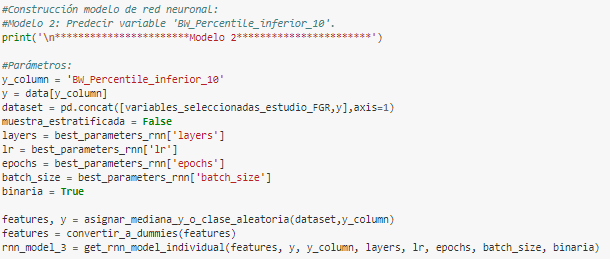 #Construcción modelo de red neuronal:
#Modelo 2: Predecir variable 'BW_Percentile_inferior_10'.
print('\n***********************Modelo 2***********************')
#Parámetros:
y_column = 'BW_Percentile_inferior_10'
y = data[y_column]
dataset = pd.concat([variables_seleccionadas_estudio_FGR,y],axis=1)
muestra_estratificada = False
layers = best_parameters_rnn['layers']
lr = best_parameters_rnn['lr']
epochs = best_parameters_rnn['epochs']
batch_size = best_parameters_rnn['batch_size']
binaria = True
features, y = asignar_mediana_y_o_clase_aleatoria(dataset,y_column)
features = convertir_a_dummies(features)
rnn_model_3 = get_rnn_model_individual(features, y, y_column, layers, lr, epochs, batch_size, binaria)